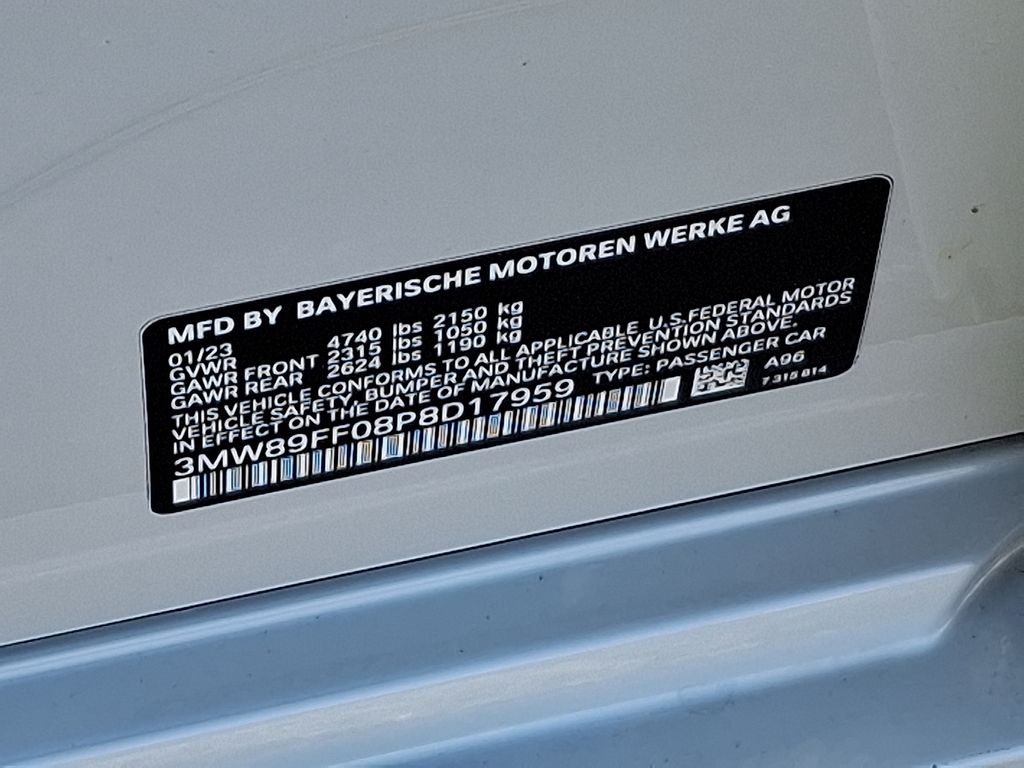 MFD BY BAYERISCHE MOTOREN WERKE AG
01/23
GVWR 4740 lbs 2150 kg
GAWR FRONT 2315 lbs 1050 kg
GAWR REAR 2624 lbs 1190 kg
THIS VEHICLE CONFORMS TO ALL APPLICABLE U.S.FEDERAL MOTOR
VEHICLE SAFETY, BUMPER AND THEFT PREVENTION STANDARDS
IN EFFECT ON THE DATE OF MANUFACTURE SHOWN ABOVE.
3MW89FF08P8D17959 TYPE: PASSENGER CAR
A96
7 315 814